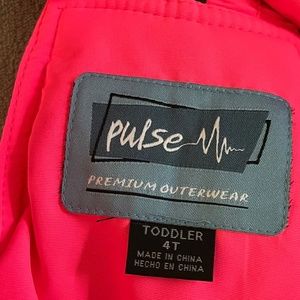 pulse
PREMIUM OUTERWEAR
TODDLER
4T
MADE IN CHINA
HECHO EN CHINA